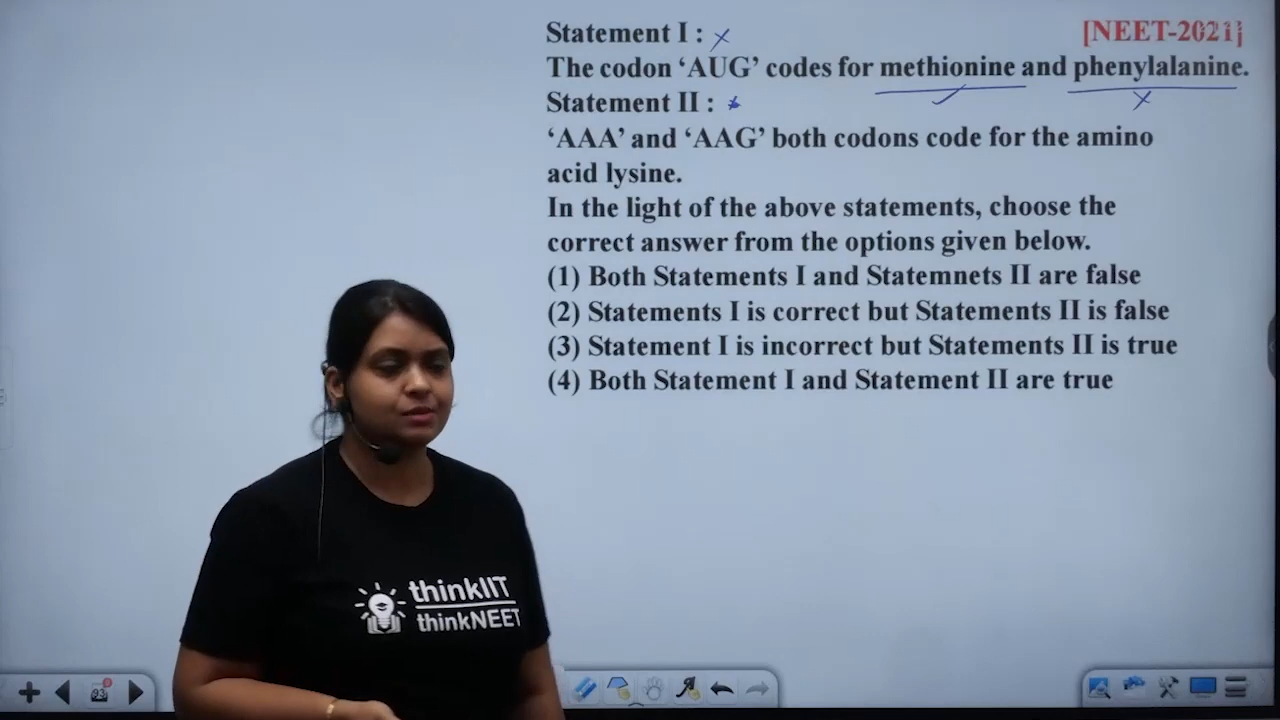 Statement I : [NEET-2021]
The codon ‘AUG’ codes for methionine and phenylalanine.
Statement II :
‘AAA’ and ‘AAG’ both codons code for the amino
acid lysine.
In the light of the above statements, choose the
correct answer from the options given below.
(1) Both Statements I and Statemnets II are false
(2) Statements I is correct but Statements II is false
(3) Statement I is incorrect but Statements II is true
(4) Both Statement I and Statement II are true
thinkIIT
thinkNEET
93